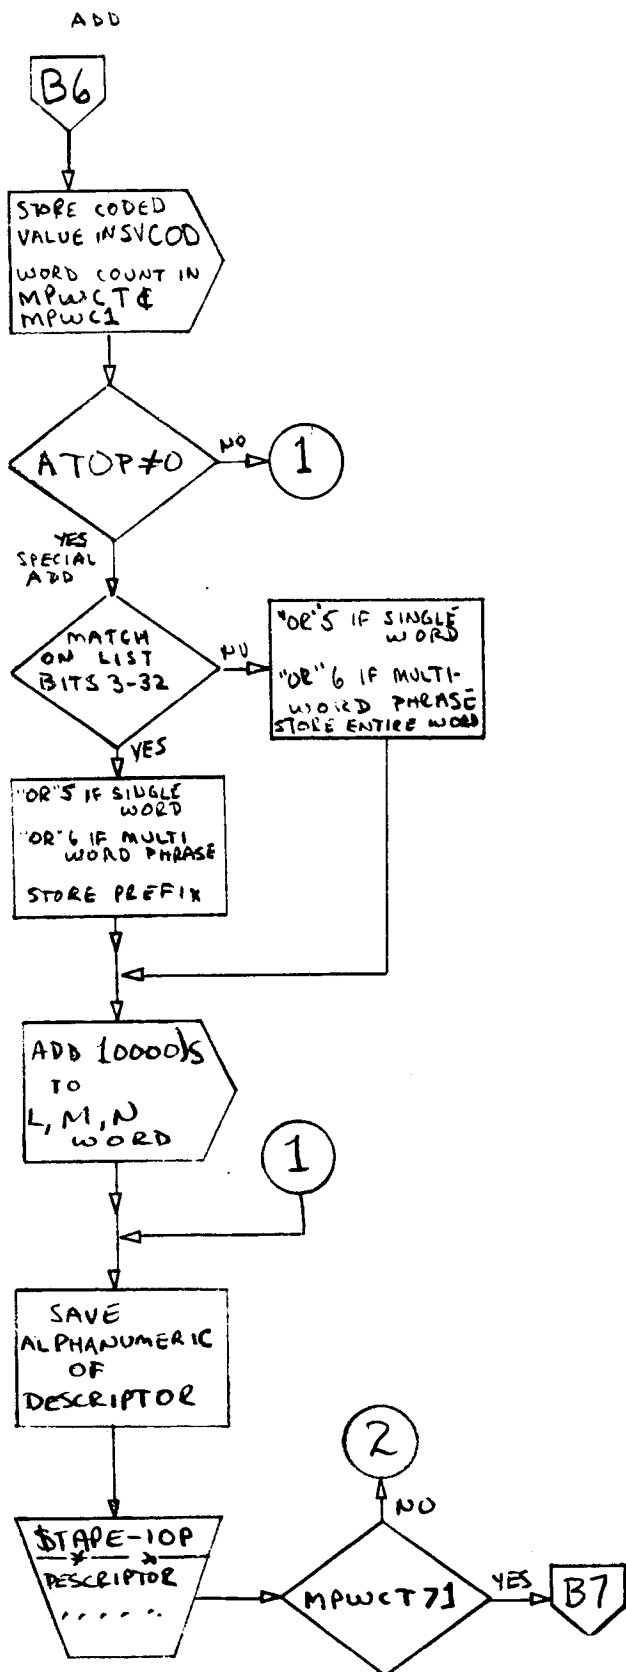 ADD
B6
STORE CODED
VALUE IN SVCOD
WORD COUNT IN
MPWCT &
MPWC1
ATOP≠0
NO
1
YES
SPECIAL
ADD
MATCH
ON LIST
BITS 3-32
NO
"OR" 5 IF SINGLE
WORD
"OR" 6 IF MULTI-
WORD PHRASE
STORE ENTIRE WORD
YES
"OR" 5 IF SINGLE
WORD
"OR" 6 IF MULTI
WORD PHRASE
STORE PREFIX
ADD 10000)8
TO
L, M, N
WORD
1
SAVE
ALPHANUMERIC
OF
DESCRIPTOR
2
NO
$TAPE-IOP
DESCRIPTOR
. . . . . .
MPWCT>1
YES
B7